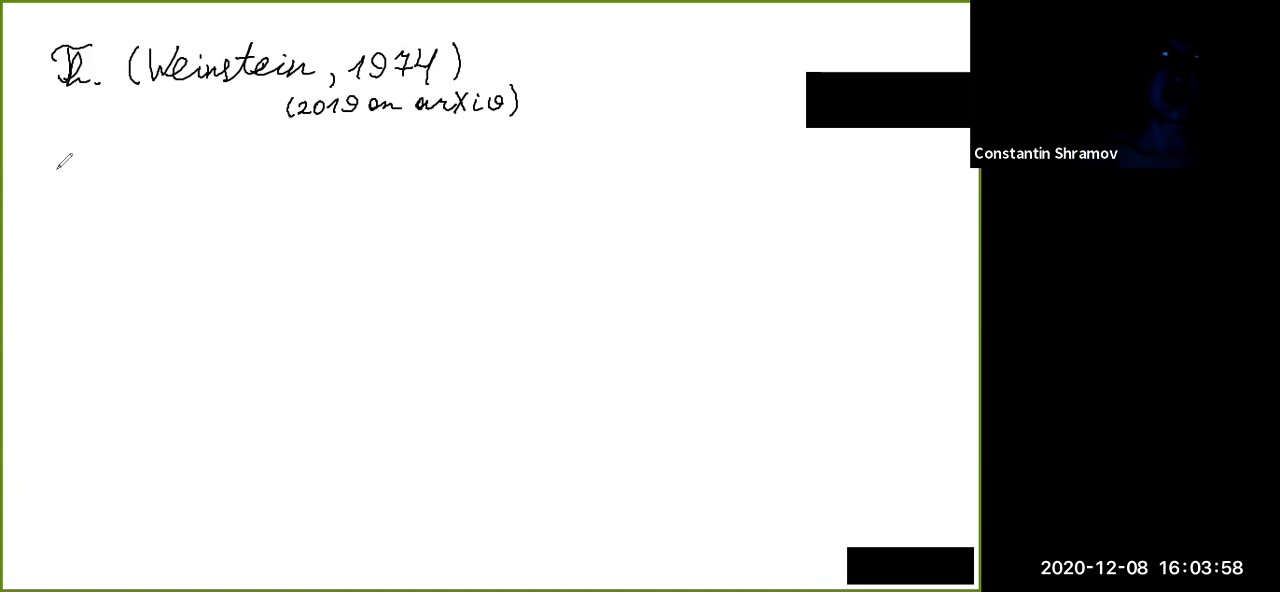 Th. (Weinstein, 1974)
(2019 on arXiv)
Constantin Shramov
2020-12-08 16:03:58